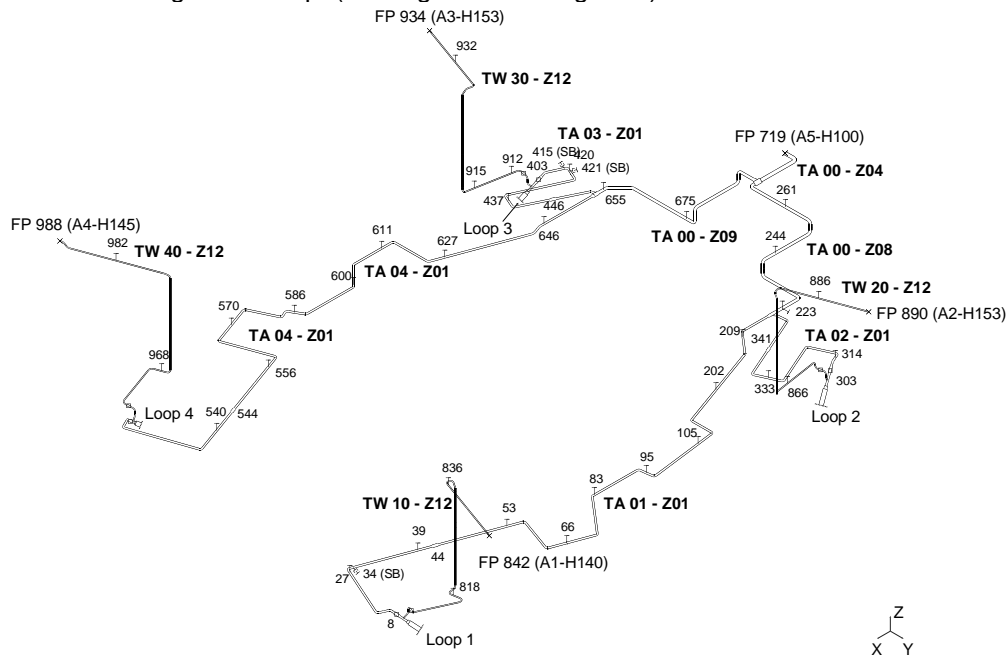 FP 934 (A3-H153)
932
TW 30 - Z12
TA 03 - Z01
415 (SB)
420
421 (SB)
FP 719 (A5-H100)
912
403
915
TA 00 - Z04
437
Loop 3
446
655
675
261
FP 988 (A4-H145)
982
TW 40 - Z12
611
627
646
TA 00 - Z09
244
TA 00 - Z08
600
TA 04 - Z01
TW 20 - Z12
886
570
586
223
FP 890 (A2-H153)
TA 04 - Z01
209
341
TA 02 - Z01
314
968
556
202
333
866
303
Loop 4
540
544
Loop 2
105
95
836
83
TW 10 - Z12
53
TA 01 - Z01
39
44
66
FP 842 (A1-H140)
27
34 (SB)
818
8
Loop 1
Z
X
Y